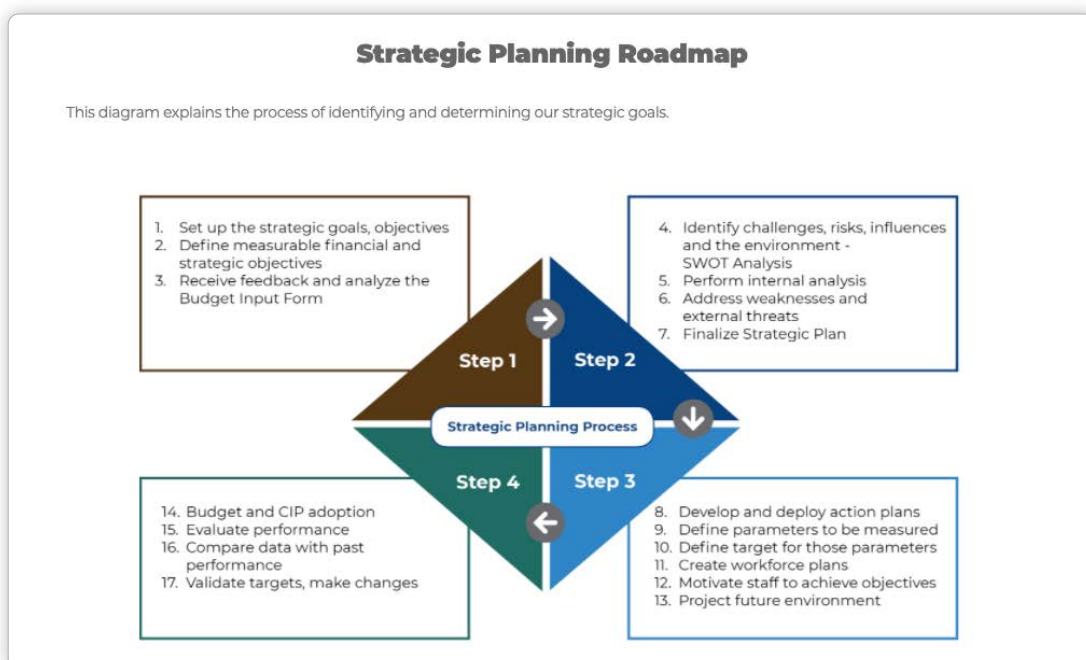 Strategic Planning Roadmap
This diagram explains the process of identifying and determining our strategic goals.
1. Set up the strategic goals, objectives
2. Define measurable financial and
strategic objectives
3. Receive feedback and analyze the
Budget Input Form
4. Identify challenges, risks, influences
and the environment -
SWOT Analysis
5. Perform internal analysis
6. Address weaknesses and
external threats
7. Finalize Strategic Plan
Step 1
Step 2
Strategic Planning Process
Step 4
Step 3
14. Budget and CIP adoption
15. Evaluate performance
16. Compare data with past
performance
17. Validate targets, make changes
8. Develop and deploy action plans
9. Define parameters to be measured
10. Define target for those parameters
11. Create workforce plans
12. Motivate staff to achieve objectives
13. Project future environment